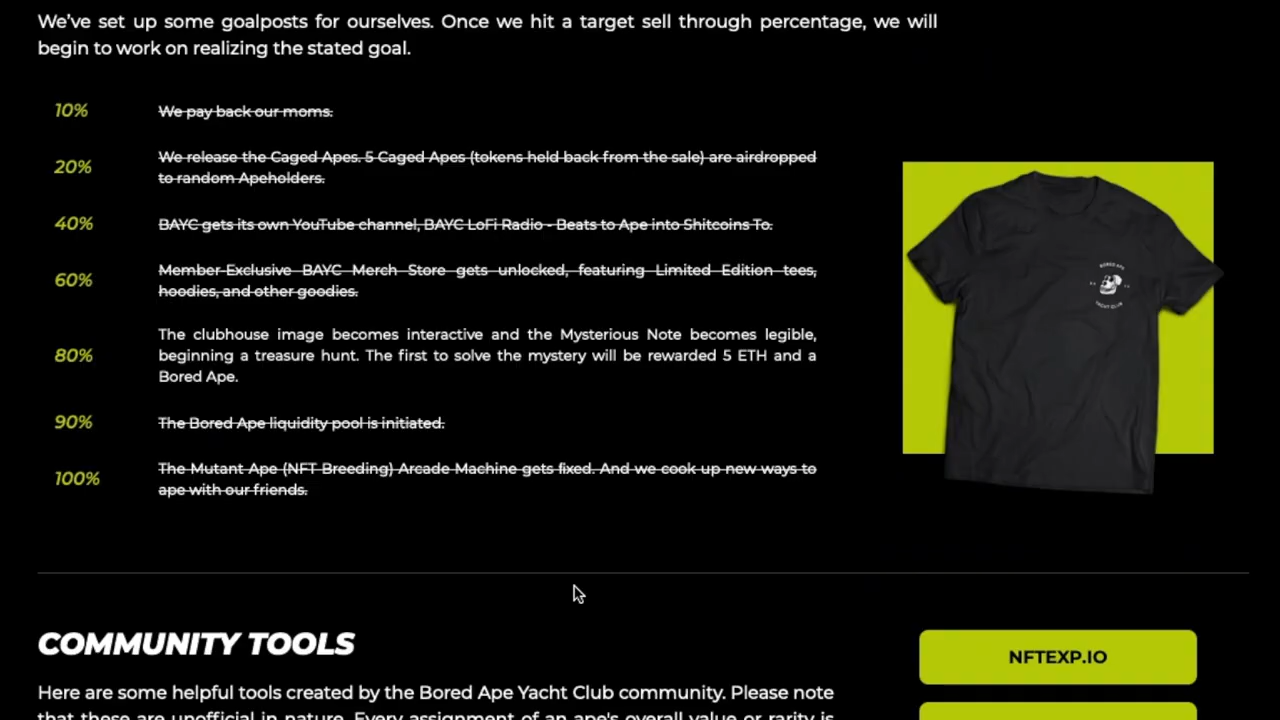 We've set up some goalposts for ourselves. Once we hit a target sell through percentage, we will
begin to work on realizing the stated goal.
10%
We pay back our moms.
20%
We release the Caged Apes. 5 Caged Apes (tokens held back from the sale) are airdropped
to random Apeholders.
40%
BAYC gets its own YouTube channel, BAYC LoFi Radio - Beats to Ape into Shitcoins To.
60%
Member-Exclusive BAYC Merch Store gets unlocked, featuring Limited Edition tees,
hoodies, and other goodies.
80%
The clubhouse image becomes interactive and the Mysterious Note becomes legible,
beginning a treasure hunt. The first to solve the mystery will be rewarded 5 ETH and a
Bored Ape.
90%
The Bored Ape liquidity pool is initiated.
100%
The Mutant Ape (NFT Breeding) Arcade Machine gets fixed. And we cook up new ways to
ape with our friends.
BORED APE
YACHT CLUB
COMMUNITY TOOLS
NFTEXP.IO
Here are some helpful tools created by the Bored Ape Yacht Club community. Please note
that these are unofficial in nature. Every assignment of an ape's overall value or rarity is